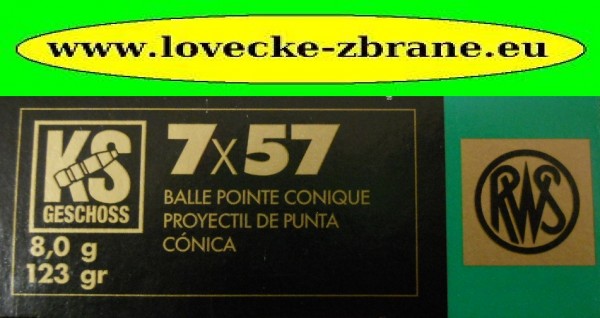 www.lovecke-zbrane.eu
KS
GESCHOSS
8,0 g
123 gr
7x57
BALLE POINTE CONIQUE
PROYECTIL DE PUNTA
CÓNICA
RWS